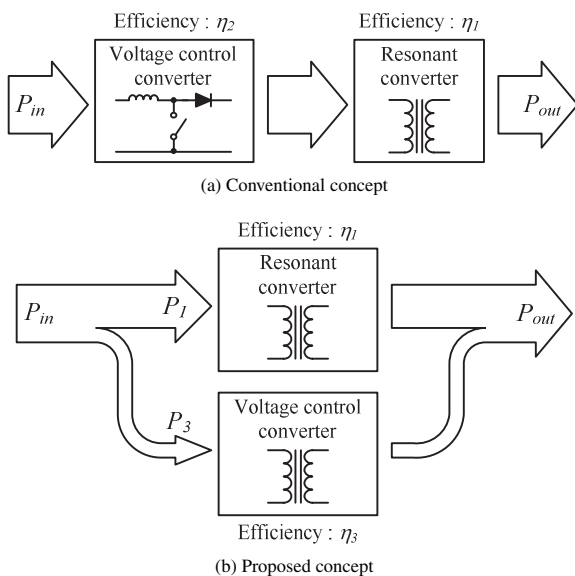 Efficiency : η2
Efficiency : η1
Voltage control
converter
Resonant
converter
Pin
Pout
(a) Conventional concept
Efficiency : η1
Resonant
converter
Pin
P1
Pout
Voltage control
converter
P3
Efficiency : η3
(b) Proposed concept